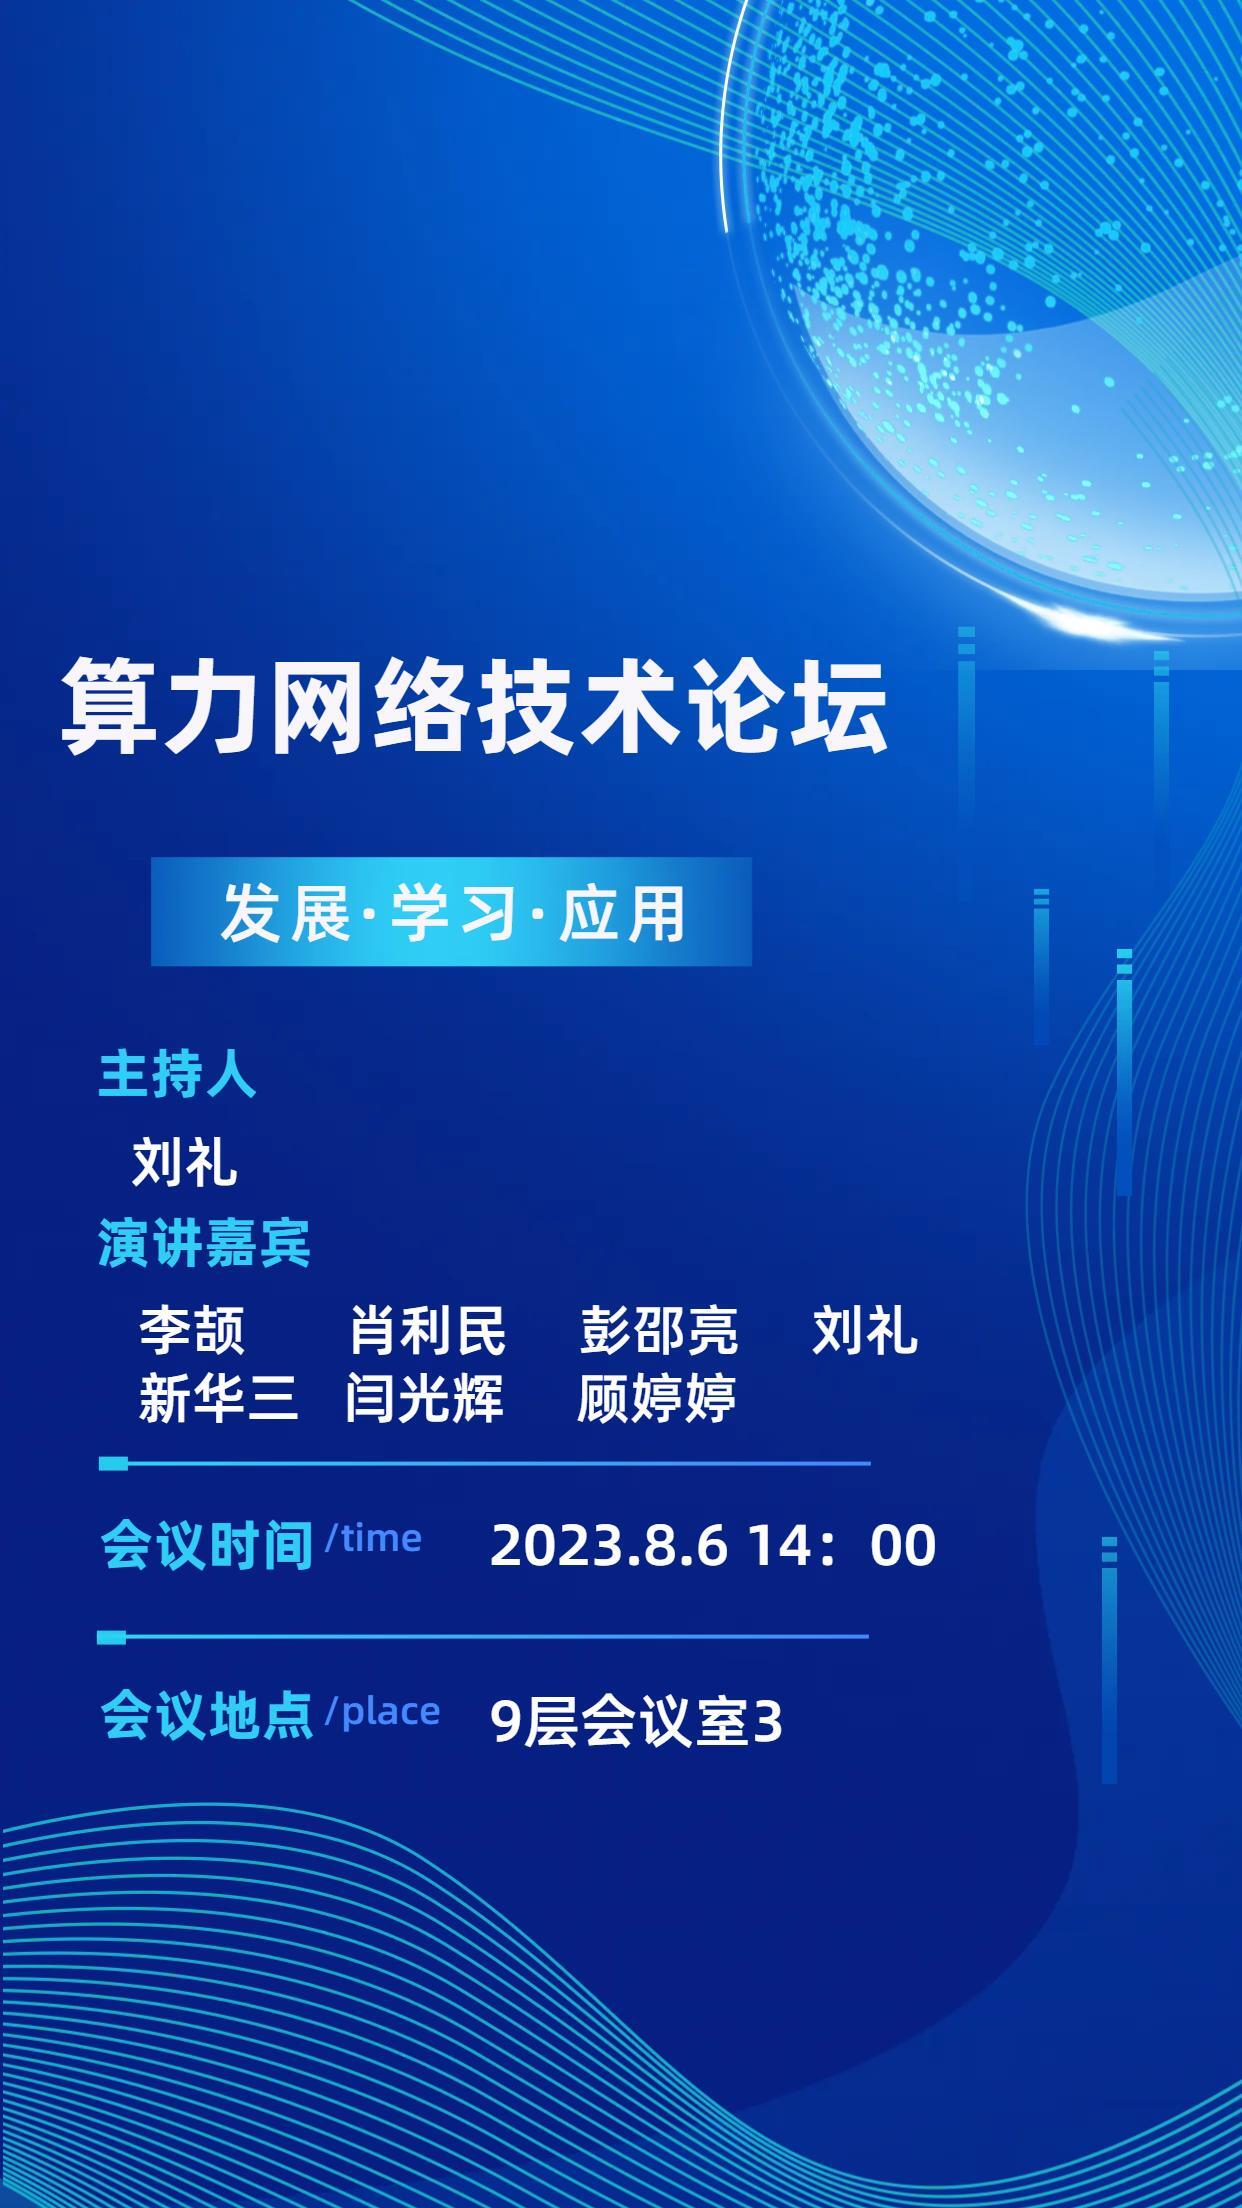 算力网络技术论坛
发展·学习·应用
主持人
刘礼
演讲嘉宾
李颉 肖利民 彭邵亮 刘礼
新华三 闫光辉 顾婷婷
会议时间 /time 2023.8.6 14：00
会议地点 /place 9层会议室3